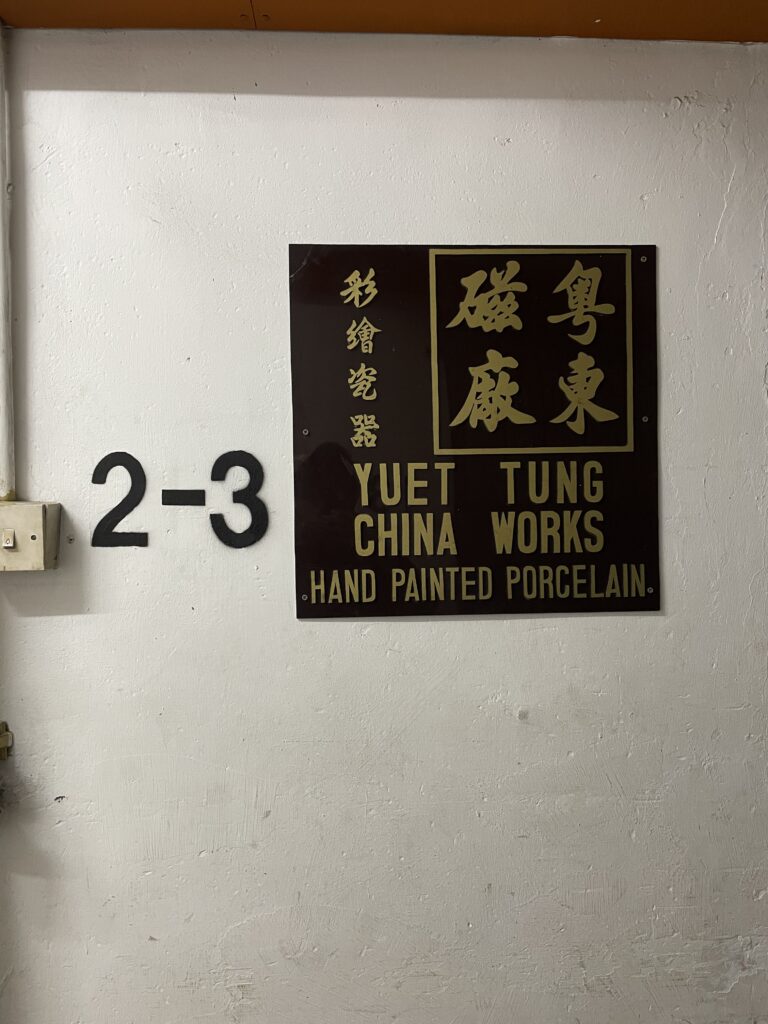 粵東
磁廠
彩繪瓷器
2-3
YUET TUNG
CHINA WORKS
HAND PAINTED PORCELAIN